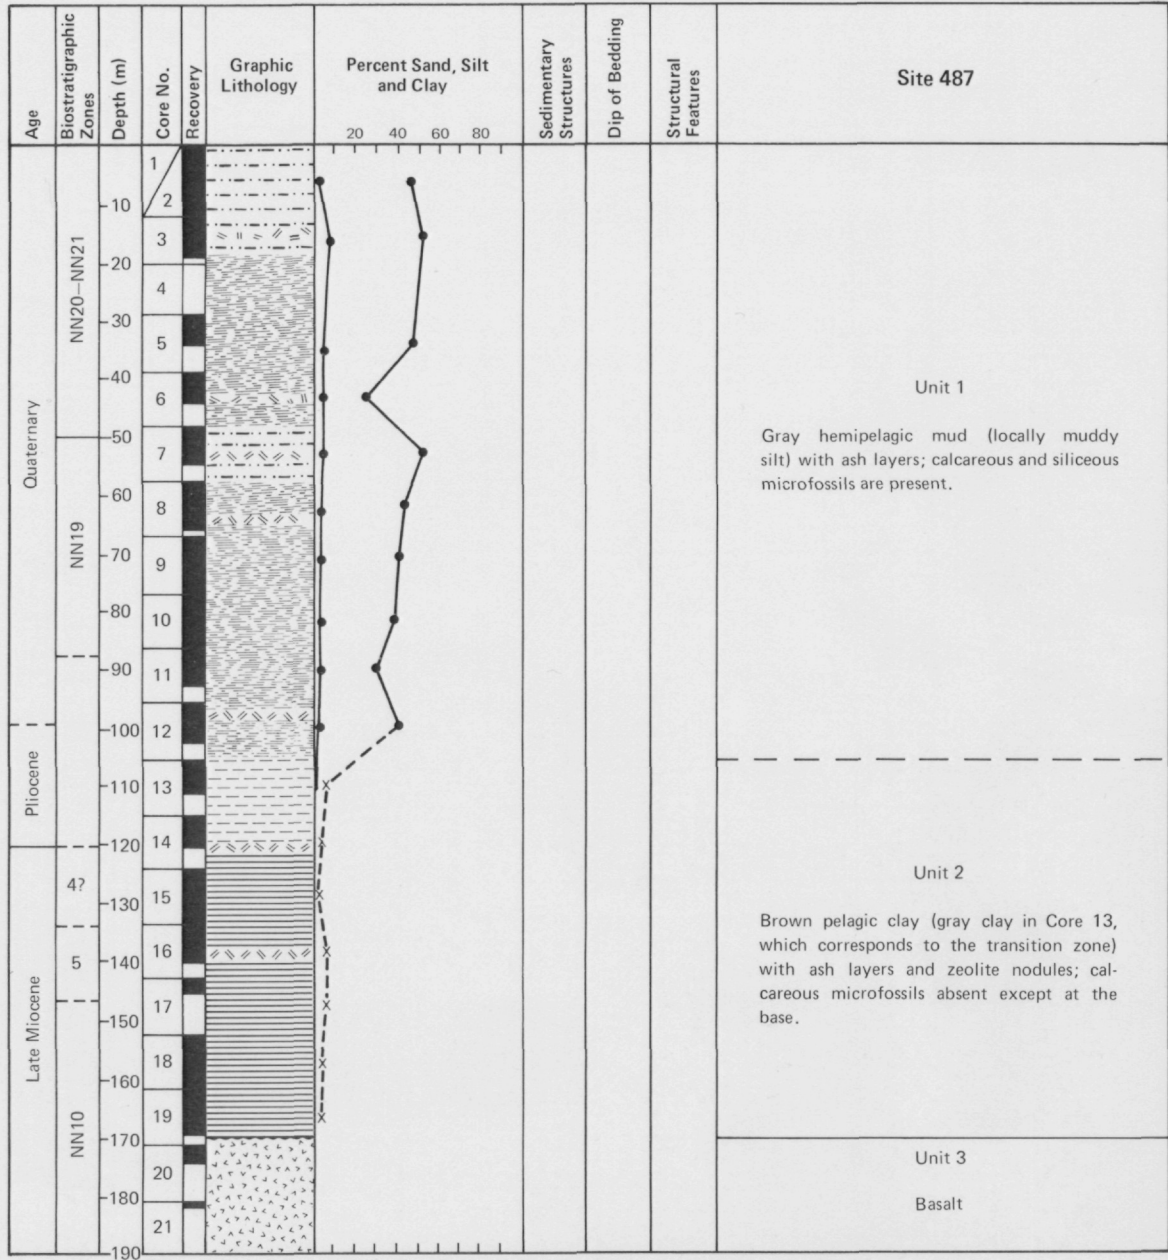 Age
Biostratigraphic
Zones
Depth (m)
Core No.
Recovery
Graphic
Lithology
Percent Sand, Silt
and Clay
20 40 60 80
Sedimentary
Structures
Dip of Bedding
Structural
Features
Site 487
Quaternary
Pliocene
Late Miocene
NN20—NN21
NN19
4?
5
NN10
10
20
30
40
50
60
70
80
90
100
110
120
130
140
150
160
170
180
190
1
2
3
4
5
6
7
8
9
10
11
12
13
14
15
16
17
18
19
20
21
Unit 1
Gray hemipelagic mud (locally muddy
silt) with ash layers; calcareous and siliceous
microfossils are present.
Unit 2
Brown pelagic clay (gray clay in Core 13,
which corresponds to the transition zone)
with ash layers and zeolite nodules; cal-
careous microfossils absent except at the
base.
Unit 3
Basalt